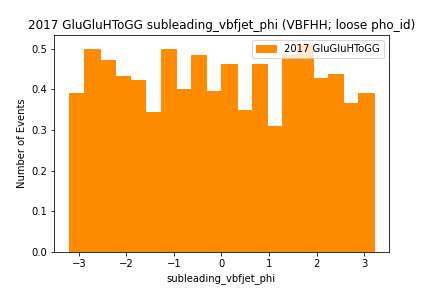 2017 GluGluHToGG subleading_vbfjet_phi (VBFHH; loose pho_id)
2017 GluGluHToGG
Number of Events
0.5
0.4
0.3
0.2
0.1
0.0
−3 −2 −1 0 1 2 3
subleading_vbfjet_phi